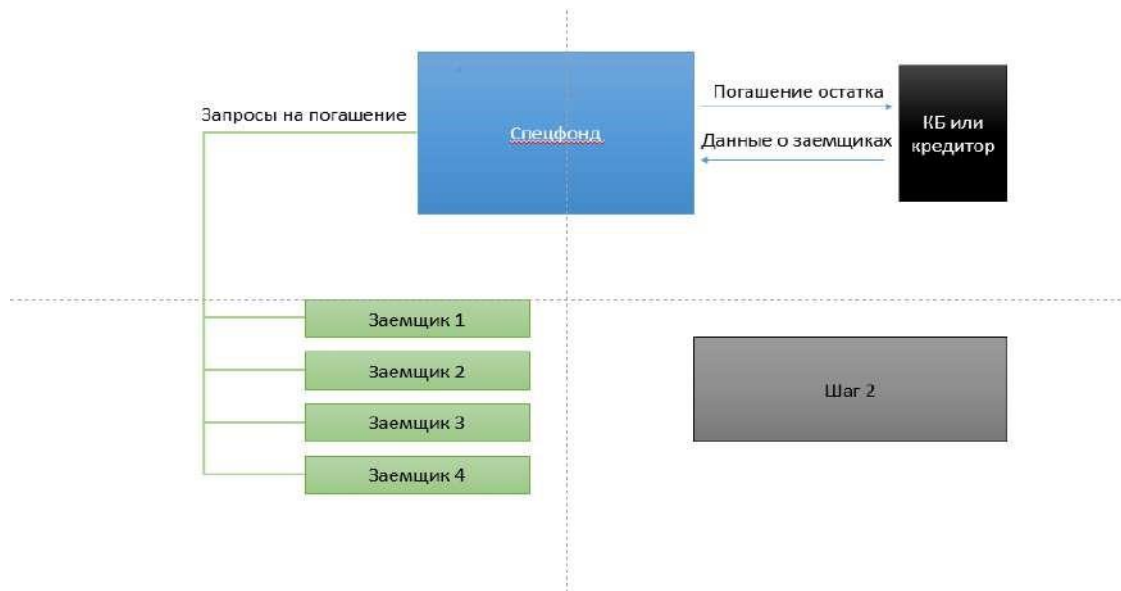 Погашение остатка
Запросы на погашение
Спецфонд
Данные о заемщиках
КБ или
кредитор
Заемщик 1
Заемщик 2
Заемщик 3
Заемщик 4
Шаг 2